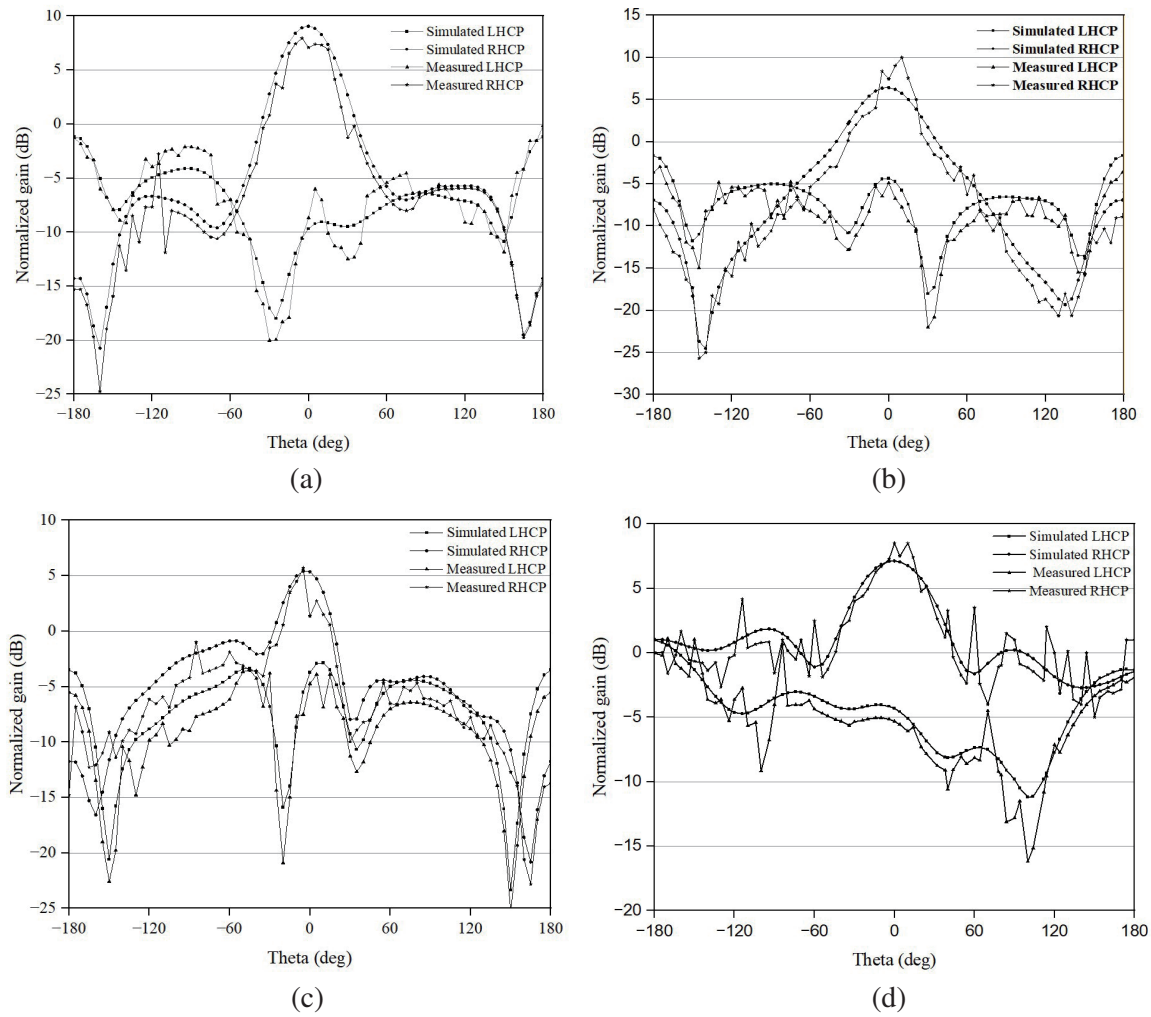 10
5
0
−5
−10
−15
−20
−25
Normalized gain (dB)
Simulated LHCP
Simulated RHCP
Measured LHCP
Measured RHCP
−180 −120 −60 0 60 120 180
Theta (deg)
(a)
15
10
5
0
−5
−10
−15
−20
−25
−30
Normalized gain (dB)
Simulated LHCP
Simulated RHCP
Measured LHCP
Measured RHCP
−180 −120 −60 0 60 120 180
Theta (deg)
(b)
10
5
0
−5
−10
−15
−20
−25
Normalized gain (dB)
Simulated LHCP
Simulated RHCP
Measured LHCP
Measured RHCP
−180 −120 −60 0 60 120 180
Theta (deg)
(c)
10
5
0
−5
−10
−15
−20
Normalized gain (dB)
Simulated LHCP
Simulated RHCP
Measured LHCP
Measured RHCP
−180 −120 −60 0 60 120 180
Theta (deg)
(d)